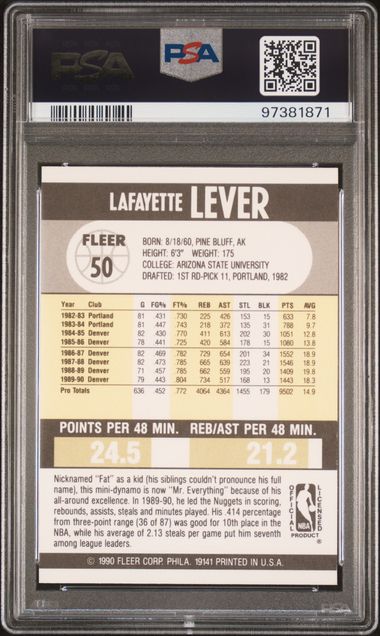 PSA
PSA
97381871
LAFAYETTE LEVER
FLEER
50
BORN: 8/18/60, PINE BLUFF, AK
HEIGHT: 6'3" WEIGHT: 175
COLLEGE: ARIZONA STATE UNIVERSITY
DRAFTED: 1ST RD-PICK 11, PORTLAND, 1982
Year Club G FG% FT% REB AST STL BLK PTS AVG
1982-83 Portland 81 .431 .730 225 426 153 15 633 7.8
1983-84 Portland 81 .447 .743 218 372 135 31 788 9.7
1984-85 Denver 82 .430 .770 411 613 202 30 1051 12.8
1985-86 Denver 78 .441 .725 420 584 178 15 1080 13.8
1986-87 Denver 82 .469 .782 729 654 201 34 1552 18.9
1987-88 Denver 82 .473 .785 665 639 223 21 1546 18.9
1988-89 Denver 71 .457 .785 662 559 195 20 1409 19.8
1989-90 Denver 79 .443 .804 734 517 168 13 1443 18.3
Pro Totals 636 .452 .772 4064 4364 1455 179 9502 14.9
POINTS PER 48 MIN. REB/AST PER 48 MIN.
24.5 21.2
Nicknamed "Fat" as a kid (his siblings couldn't pronounce his full
name), this mini-dynamo is now "Mr. Everything" because of his
all-around excellence. In 1989-90, he led the Nuggets in scoring,
rebounds, assists, steals and minutes played. His .414 percentage
from three-point range (36 of 87) was good for 10th place in the
NBA, while his average of 2.13 steals per game put him seventh
among league leaders.
OFFICIAL LICENSED
NBA
PRODUCT ®
© 1990 FLEER CORP. PHILA. 19141 PRINTED IN U.S.A.